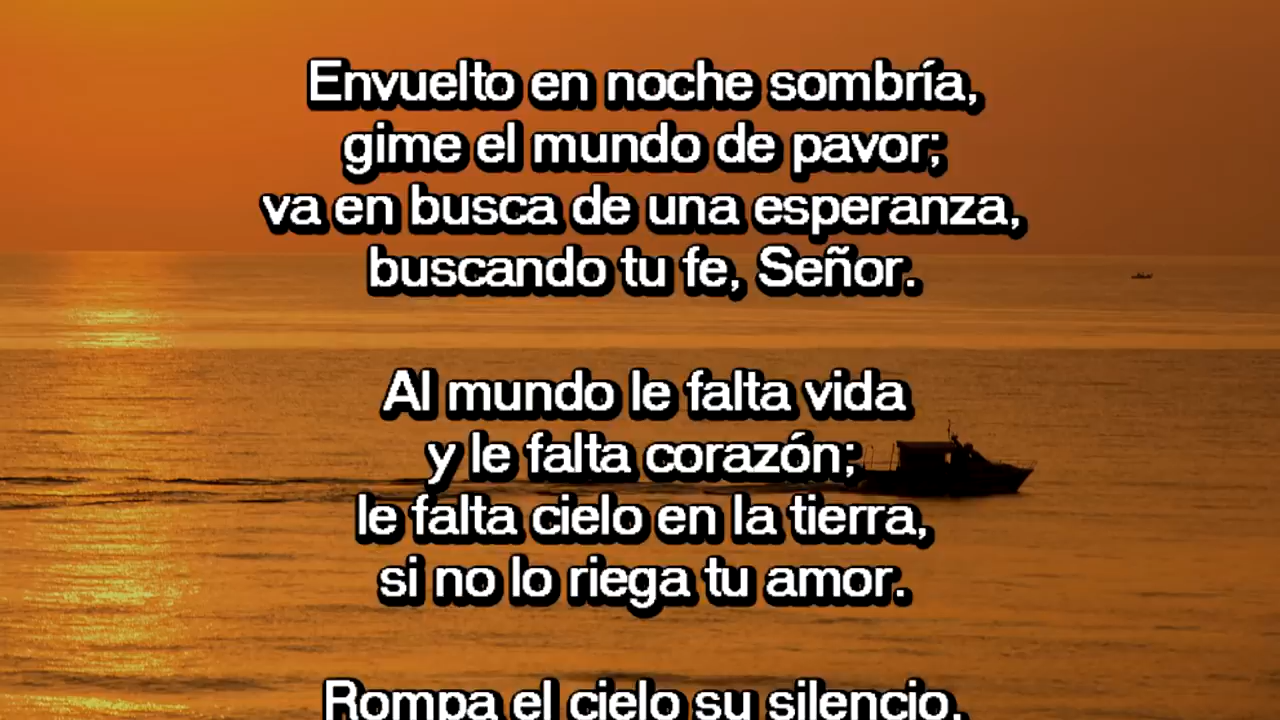 Envuelto en noche sombría,
gime el mundo de pavor;
va en busca de una esperanza,
buscando tu fe, Señor.
Al mundo le falta vida
y le falta corazón;
le falta cielo en la tierra,
si no lo riega tu amor.
Rompa el cielo su silencio,